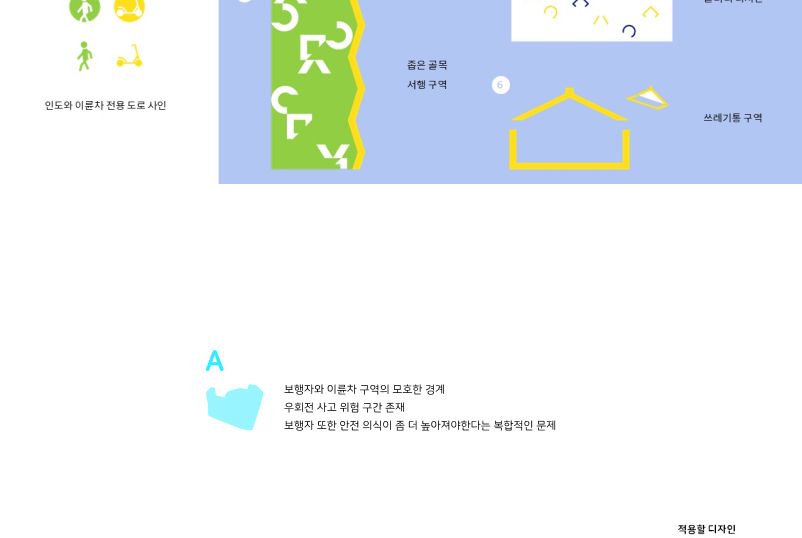 좁은 골목
서행 구역
6
쓰레기통 구역
인도와 이륜차 전용 도로 사인
A
보행자와 이륜차 구역의 모호한 경계
우회전 사고 위험 구간 존재
보행자 또한 안전 의식이 좀 더 높아져야한다는 복합적인 문제
적용할 디자인